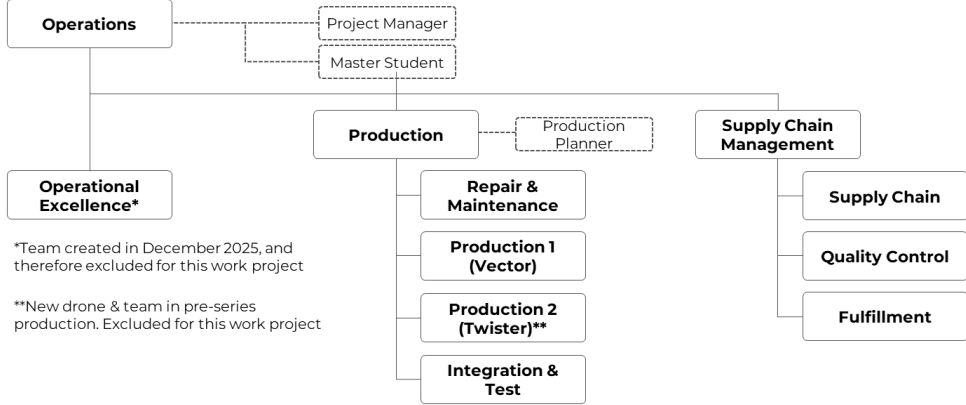 Operations
Project Manager
Master Student
Production
Production
Planner
Supply Chain
Management
Operational
Excellence*
Repair &
Maintenance
Supply Chain
*Team created in December 2025, and
therefore excluded for this work project
Production 1
(Vector)
Quality Control
**New drone & team in pre-series
production. Excluded for this work project
Production 2
(Twister)**
Fulfillment
Integration &
Test